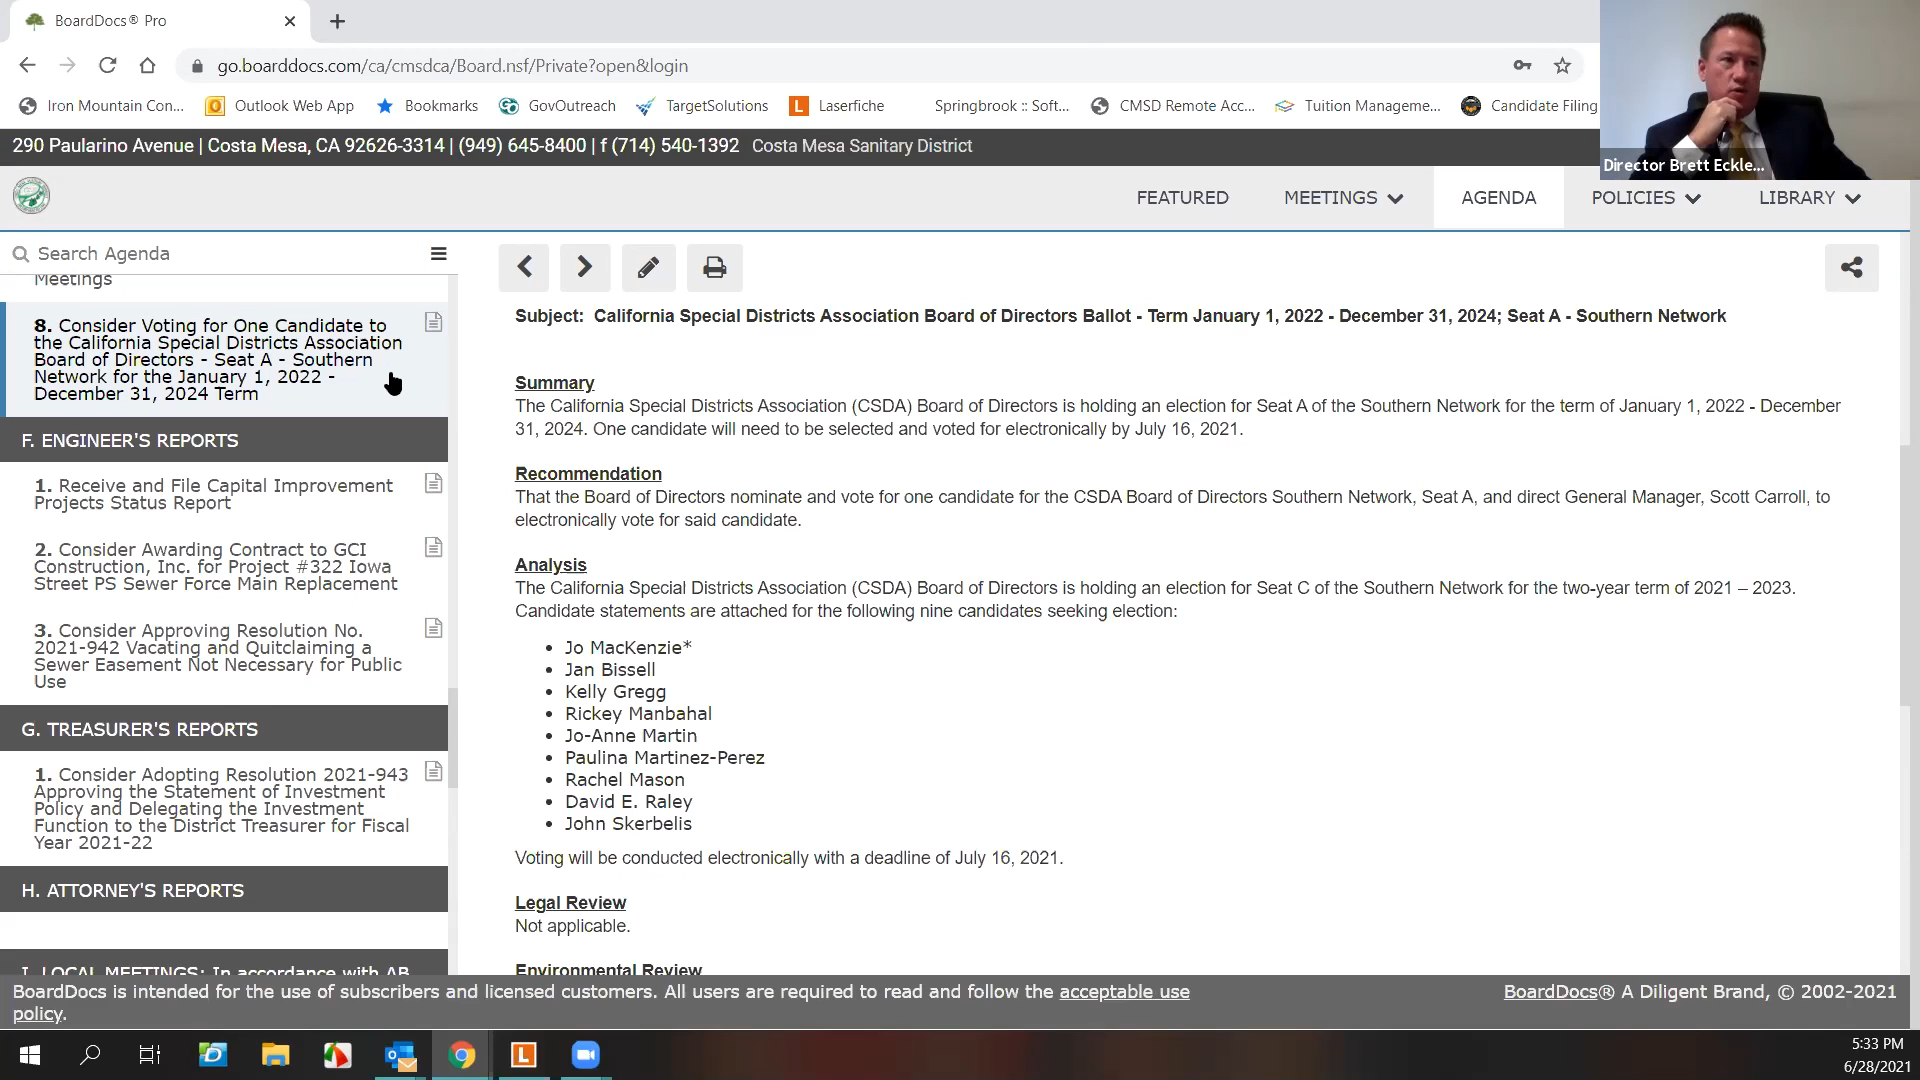 BoardDocs® Pro
go.boarddocs.com/ca/cmsdca/Board.nsf/Private?open&login
Iron Mountain Con... Outlook Web App Bookmarks GovOutreach TargetSolutions Laserfiche Springbrook :: Soft... CMSD Remote Acc... Tuition Manageme... Candidate Filing
290 Paularino Avenue | Costa Mesa, CA 92626-3314 | (949) 645-8400 | f (714) 540-1392 Costa Mesa Sanitary District
Director Brett Eckle...
FEATURED MEETINGS AGENDA POLICIES LIBRARY
Search Agenda
Meetings
8. Consider Voting for One Candidate to
the California Special Districts Association
Board of Directors - Seat A - Southern
Network for the January 1, 2022 -
December 31, 2024 Term
F. ENGINEER'S REPORTS
1. Receive and File Capital Improvement
Projects Status Report
2. Consider Awarding Contract to GCI
Construction, Inc. for Project #322 Iowa
Street PS Sewer Force Main Replacement
3. Consider Approving Resolution No.
2021-942 Vacating and Quitclaiming a
Sewer Easement Not Necessary for Public
Use
G. TREASURER'S REPORTS
1. Consider Adopting Resolution 2021-943
Approving the Statement of Investment
Policy and Delegating the Investment
Function to the District Treasurer for Fiscal
Year 2021-22
H. ATTORNEY'S REPORTS
I. LOCAL MEETINGS: In accordance with AB
Subject: California Special Districts Association Board of Directors Ballot - Term January 1, 2022 - December 31, 2024; Seat A - Southern Network
Summary
The California Special Districts Association (CSDA) Board of Directors is holding an election for Seat A of the Southern Network for the term of January 1, 2022 - December
31, 2024. One candidate will need to be selected and voted for electronically by July 16, 2021.
Recommendation
That the Board of Directors nominate and vote for one candidate for the CSDA Board of Directors Southern Network, Seat A, and direct General Manager, Scott Carroll, to
electronically vote for said candidate.
Analysis
The California Special Districts Association (CSDA) Board of Directors is holding an election for Seat C of the Southern Network for the two-year term of 2021 – 2023.
Candidate statements are attached for the following nine candidates seeking election:
• Jo MacKenzie*
• Jan Bissell
• Kelly Gregg
• Rickey Manbahal
• Jo-Anne Martin
• Paulina Martinez-Perez
• Rachel Mason
• David E. Raley
• John Skerbelis
Voting will be conducted electronically with a deadline of July 16, 2021.
Legal Review
Not applicable.
Environmental Review
BoardDocs is intended for the use of subscribers and licensed customers. All users are required to read and follow the acceptable use
policy.
BoardDocs® A Diligent Brand, © 2002-2021
5:33 PM
6/28/2021